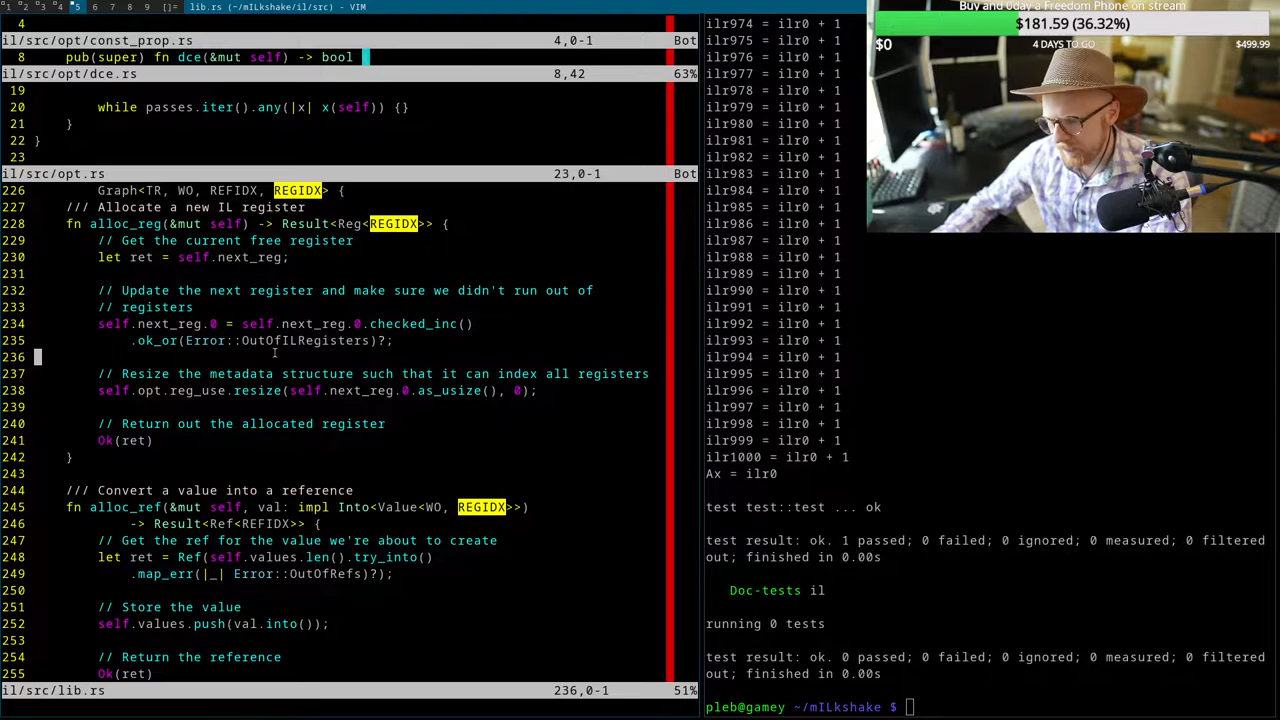 1 2 3 4 5 6 7 8 9 []= lib.rs (~/mILkshake/il/src) - VIM
4
il/src/opt/const_prop.rs 4,0-1 Bot
8 pub(super) fn dce(&mut self) -> bool
il/src/opt/dce.rs 8,42 63%
19
20 while passes.iter().any(|x| x(self)) {}
21 }
22 }
23
il/src/opt.rs 23,0-1 Bot
226 Graph<TR, WO, REFIDX, REGIDX> {
227 /// Allocate a new IL register
228 fn alloc_reg(&mut self) -> Result<Reg<REGIDX>> {
229 // Get the current free register
230 let ret = self.next_reg;
231
232 // Update the next register and make sure we didn't run out of
233 // registers
234 self.next_reg.0 = self.next_reg.0.checked_inc()
235 .ok_or(Error::OutOfILRegisters)?;
236
237 // Resize the metadata structure such that it can index all registers
238 self.opt.reg_use.resize(self.next_reg.0.as_usize(), 0);
239
240 // Return out the allocated register
241 Ok(ret)
242 }
243
244 /// Convert a value into a reference
245 fn alloc_ref(&mut self, val: impl Into<Value<WO, REGIDX>>)
246 -> Result<Ref<REFIDX>> {
247 // Get the ref for the value we're about to create
248 let ret = Ref(self.values.len().try_into()
249 .map_err(|_| Error::OutOfRefs)?);
250
251 // Store the value
252 self.values.push(val.into());
253
254 // Return the reference
255 Ok(ret)
il/src/lib.rs 236,0-1 51%
ilr974 = ilr0 + 1
ilr975 = ilr0 + 1
ilr976 = ilr0 + 1
ilr977 = ilr0 + 1
ilr978 = ilr0 + 1
ilr979 = ilr0 + 1
ilr980 = ilr0 + 1
ilr981 = ilr0 + 1
ilr982 = ilr0 + 1
ilr983 = ilr0 + 1
ilr984 = ilr0 + 1
ilr985 = ilr0 + 1
ilr986 = ilr0 + 1
ilr987 = ilr0 + 1
ilr988 = ilr0 + 1
ilr989 = ilr0 + 1
ilr990 = ilr0 + 1
ilr991 = ilr0 + 1
ilr992 = ilr0 + 1
ilr993 = ilr0 + 1
ilr994 = ilr0 + 1
ilr995 = ilr0 + 1
ilr996 = ilr0 + 1
ilr997 = ilr0 + 1
ilr998 = ilr0 + 1
ilr999 = ilr0 + 1
ilr1000 = ilr0 + 1
Ax = ilr0
test test::test ... ok
test result: ok. 1 passed; 0 failed; 0 ignored; 0 measured; 0 filtered
out; finished in 0.00s
Doc-tests il
running 0 tests
test result: ok. 0 passed; 0 failed; 0 ignored; 0 measured; 0 filtered
out; finished in 0.00s
pleb@gamey ~/mILkshake $
Buy and 0day a Freedom Phone on stream
$181.59 (36.32%)
$0 4 DAYS TO GO $499.99